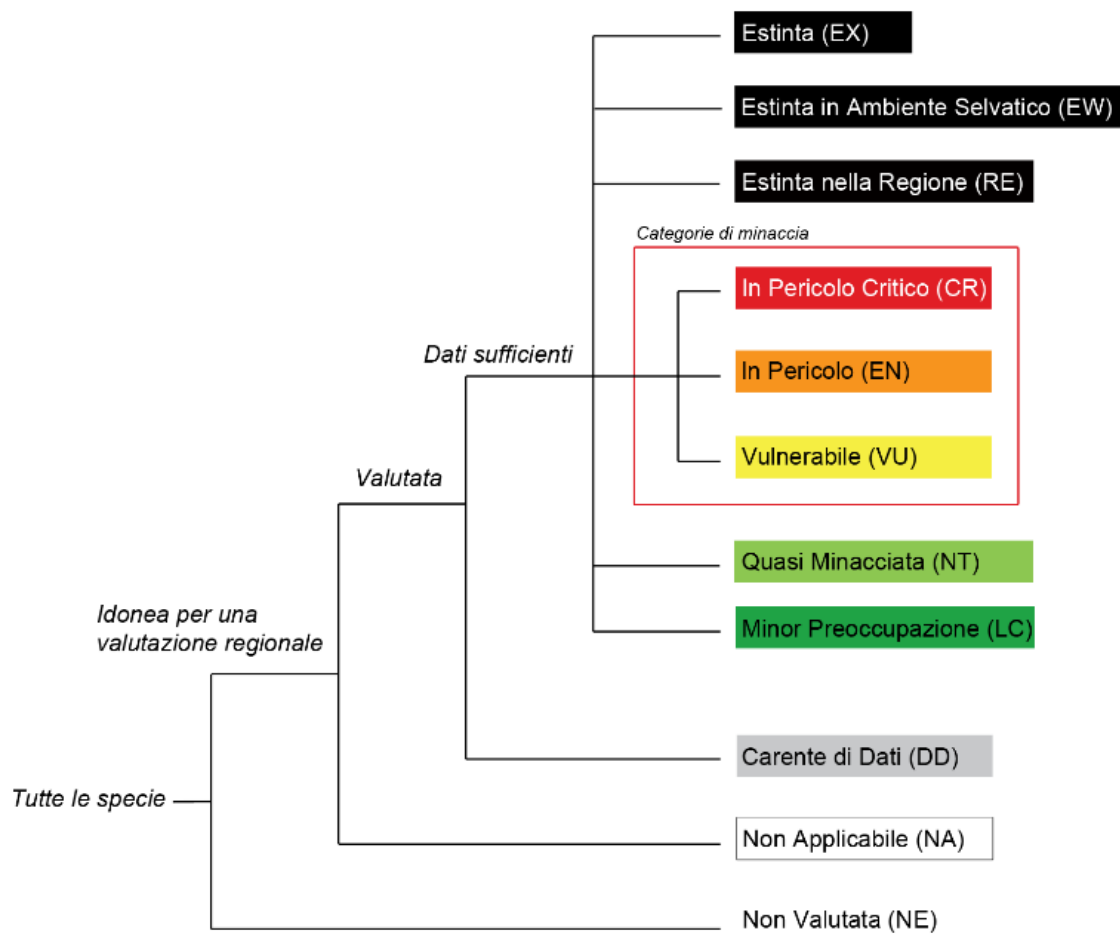 Estinta (EX)
Estinta in Ambiente Selvatico (EW)
Estinta nella Regione (RE)
Categorie di minaccia
In Pericolo Critico (CR)
Dati sufficienti
In Pericolo (EN)
Vulnerabile (VU)
Valutata
Quasi Minacciata (NT)
Idonea per una
valutazione regionale
Minor Preoccupazione (LC)
Carente di Dati (DD)
Tutte le specie
Non Applicabile (NA)
Non Valutata (NE)